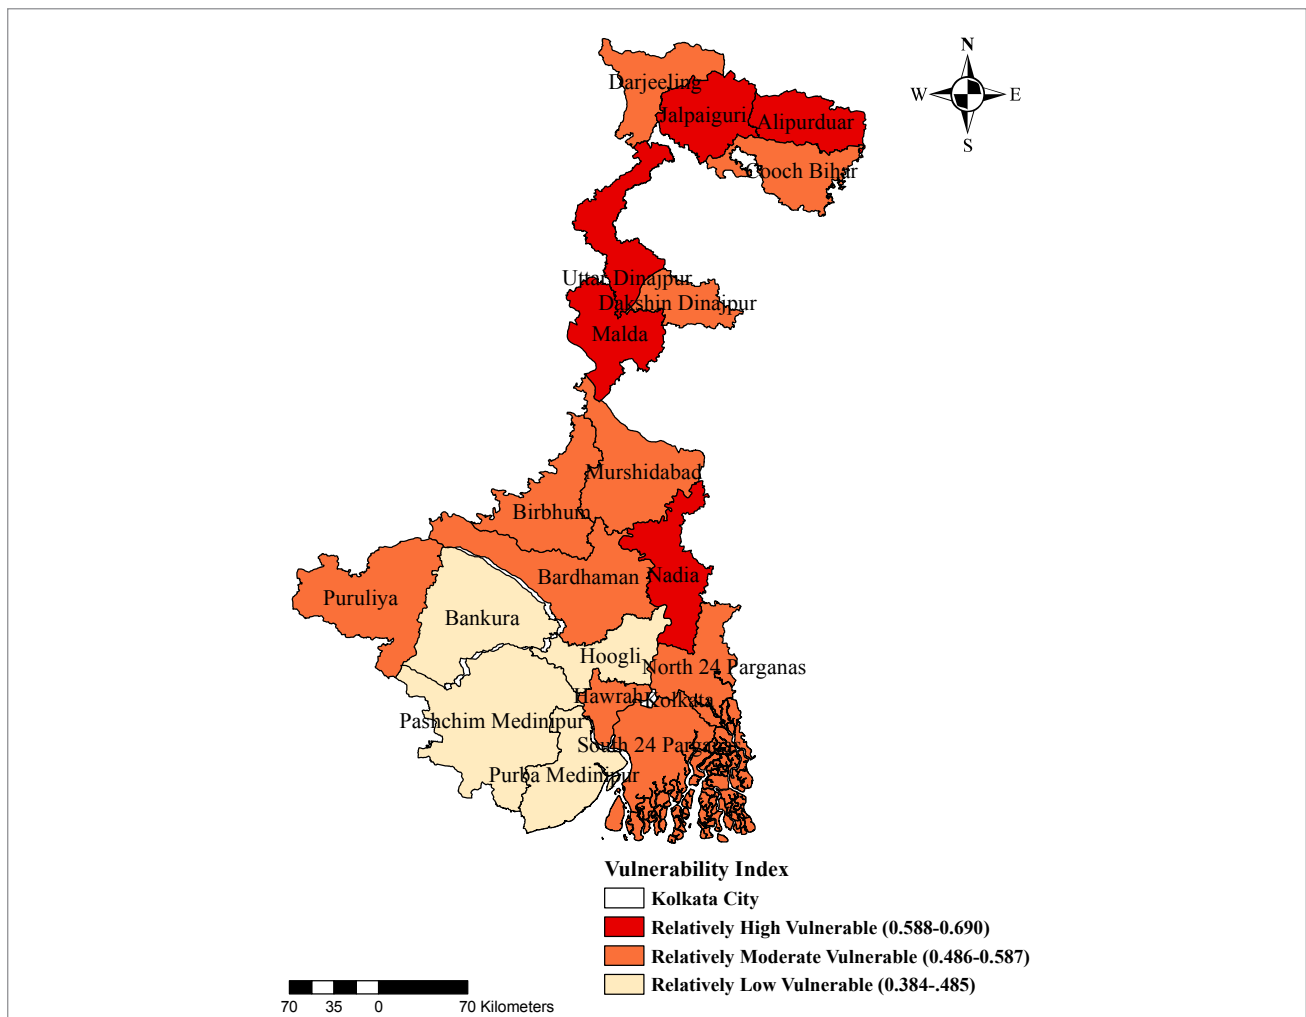 N
W
E
S
Darjeeling
Jalpaiguri
Alipurduar
Cooch Bihar
Uttar Dinajpur
Dakshin Dinajpur
Malda
Murshidabad
Birbhum
Bardhaman
Nadia
Puruliya
Bankura
Hoogli
North 24 Parganas
Hawrah
Kolkata
Pashchim Medinipur
South 24 Parganas
Purba Medinipur
Vulnerability Index
Kolkata City
Relatively High Vulnerable (0.588-0.690)
Relatively Moderate Vulnerable (0.486-0.587)
Relatively Low Vulnerable (0.384-.485)
70 35 0 70 Kilometers